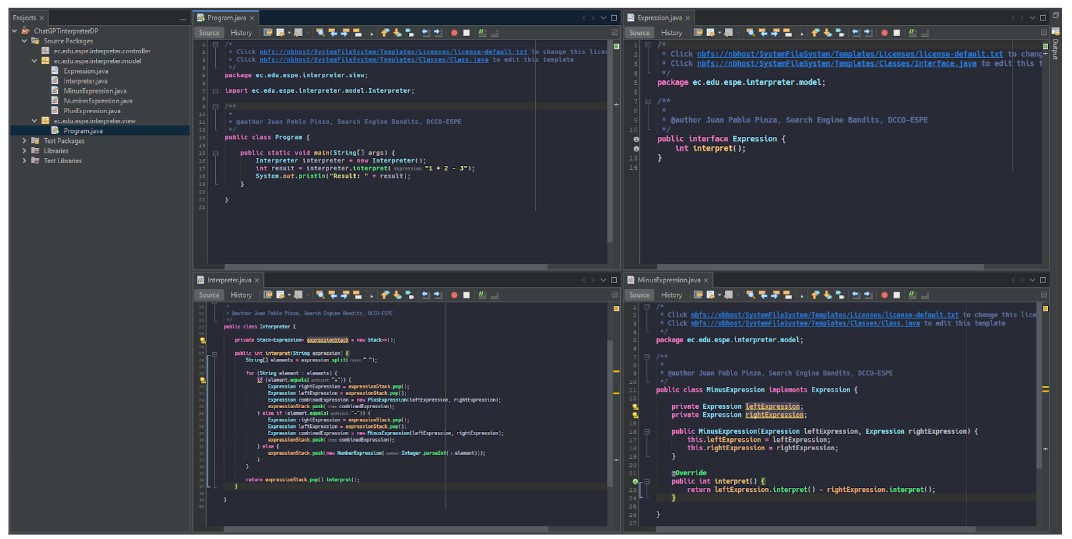 Projects ×
ChatGPTInterpreterDP
Source Packages
ec.edu.espe.interpreter.controller
ec.edu.espe.interpreter.model
Expression.java
Interpreter.java
MinusExpression.java
NumberExpression.java
PlusExpression.java
ec.edu.espe.interpreter.view
Program.java
Test Packages
Libraries
Test Libraries
Program.java ×
Source History
/*
* Click nbfs://nbhost/SystemFileSystem/Templates/Licenses/license-default.txt to change this licen
* Click nbfs://nbhost/SystemFileSystem/Templates/Classes/Class.java to edit this template
*/
package ec.edu.espe.interpreter.view;
import ec.edu.espe.interpreter.model.Interpreter;
/**
*
* @author Juan Pablo Pinza, Search Engine Bandits, DCCO-ESPE
*/
public class Program {
public static void main(String[] args) {
Interpreter interpreter = new Interpreter();
int result = interpreter.interpret( expression: "1 + 2 - 3");
System.out.println("Result: " + result);
}
}
Expression.java ×
Source History
/*
* Click nbfs://nbhost/SystemFileSystem/Templates/Licenses/license-default.txt to chang
* Click nbfs://nbhost/SystemFileSystem/Templates/Classes/Interface.java to edit this t
*/
package ec.edu.espe.interpreter.model;
/**
*
* @author Juan Pablo Pinza, Search Engine Bandits, DCCO-ESPE
*/
public interface Expression {
int interpret();
}
Output
Interpreter.java ×
Source History
*
* @author Juan Pablo Pinza, Search Engine Bandits, DCCO-ESPE
*/
public class Interpreter {
private Stack<Expression> expressionStack = new Stack<>();
public int interpret(String expression) {
String[] elements = expression.split( " ");
for (String element : elements) {
if (element.equals( "+")) {
Expression rightExpression = expressionStack.pop();
Expression leftExpression = expressionStack.pop();
Expression combinedExpression = new PlusExpression(leftExpression, rightExpression);
expressionStack.push( combinedExpression);
} else if (element.equals( "-")) {
Expression rightExpression = expressionStack.pop();
Expression leftExpression = expressionStack.pop();
Expression combinedExpression = new MinusExpression(leftExpression, rightExpression);
expressionStack.push( combinedExpression);
} else {
expressionStack.push(new NumberExpression( Integer.parseInt( element)));
}
}
return expressionStack.pop().interpret();
}
}
MinusExpression.java ×
Source History
/*
* Click nbfs://nbhost/SystemFileSystem/Templates/Licenses/license-default.txt to change this lice
* Click nbfs://nbhost/SystemFileSystem/Templates/Classes/Class.java to edit this template
*/
package ec.edu.espe.interpreter.model;
/**
*
* @author Juan Pablo Pinza, Search Engine Bandits, DCCO-ESPE
*/
public class MinusExpression implements Expression {
private Expression leftExpression;
private Expression rightExpression;
public MinusExpression(Expression leftExpression, Expression rightExpression) {
this.leftExpression = leftExpression;
this.rightExpression = rightExpression;
}
@Override
public int interpret() {
return leftExpression.interpret() - rightExpression.interpret();
}
}